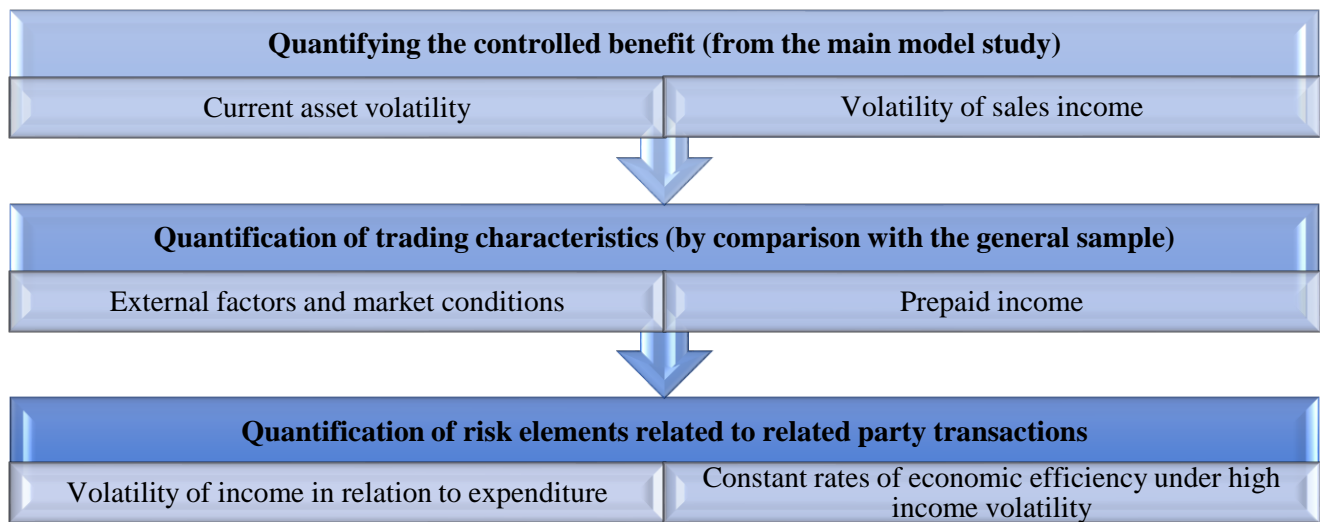 Quantifying the controlled benefit (from the main model study)
Current asset volatility
Volatility of sales income
Quantification of trading characteristics (by comparison with the general sample)
External factors and market conditions
Prepaid income
Quantification of risk elements related to related party transactions
Volatility of income in relation to expenditure
Constant rates of economic efficiency under high
income volatility